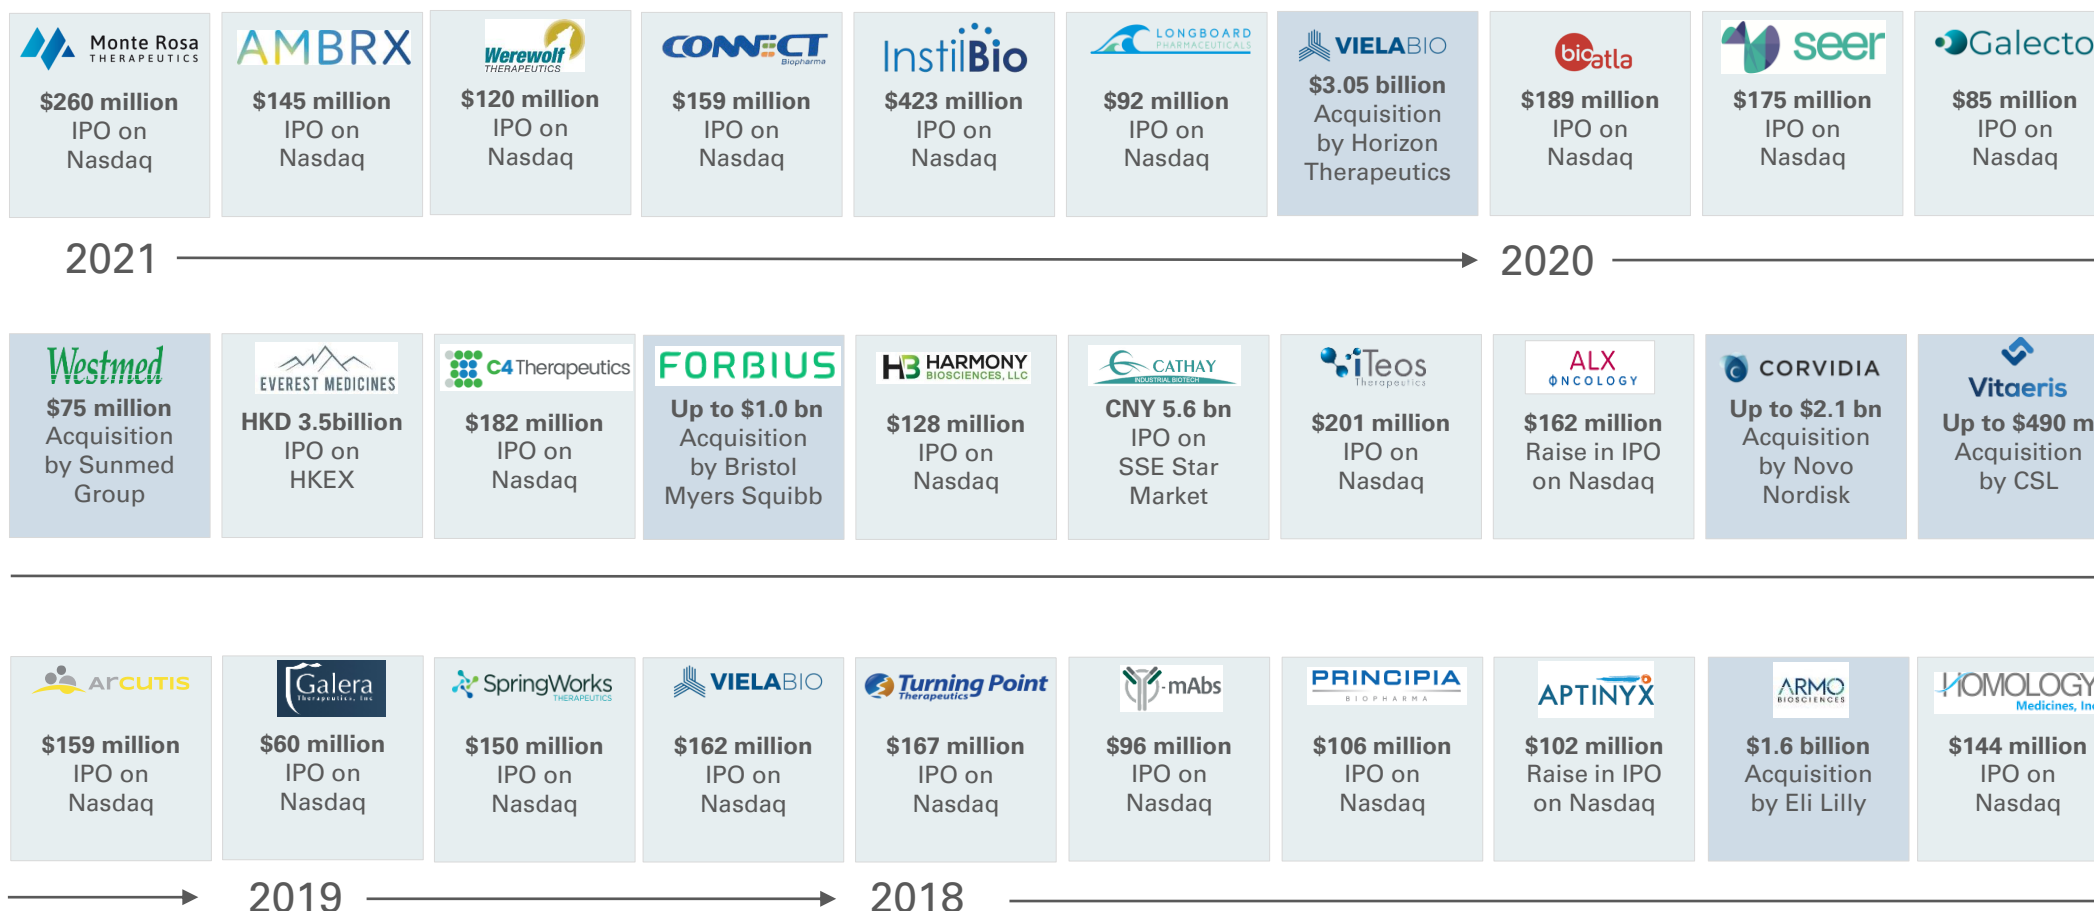 Monte Rosa
THERAPEUTICS
$260 million
IPO on
Nasdaq
AMBRX
$145 million
IPO on
Nasdaq
Werewolf
THERAPEUTICS
$120 million
IPO on
Nasdaq
CONNECT
Biopharma
$159 million
IPO on
Nasdaq
InstilBio
$423 million
IPO on
Nasdaq
LONGBOARD
PHARMACEUTICALS
$92 million
IPO on
Nasdaq
VIELABIO
$3.05 billion
Acquisition
by Horizon
Therapeutics
bioatla
$189 million
IPO on
Nasdaq
seer
$175 million
IPO on
Nasdaq
Galecto
$85 million
IPO on
Nasdaq
2021
2020
Westmed
$75 million
Acquisition
by Sunmed
Group
EVEREST MEDICINES
HKD 3.5billion
IPO on
HKEX
C4 Therapeutics
$182 million
IPO on
Nasdaq
FORBIUS
Up to $1.0 bn
Acquisition
by Bristol
Myers Squibb
HB HARMONY
BIOSCIENCES, LLC
$128 million
IPO on
Nasdaq
CATHAY
INDUSTRIAL BIOTECH
CNY 5.6 bn
IPO on
SSE Star
Market
iTeos
Therapeutics
$201 million
IPO on
Nasdaq
ALX
ONCOLOGY
$162 million
Raise in IPO
on Nasdaq
CORVIDIA
Up to $2.1 bn
Acquisition
by Novo
Nordisk
Vitaeris
Up to $490 m
Acquisition
by CSL
ARCUTIS
$159 million
IPO on
Nasdaq
Galera
Therapeutics, Inc
$60 million
IPO on
Nasdaq
SpringWorks
THERAPEUTICS
$150 million
IPO on
Nasdaq
VIELABIO
$162 million
IPO on
Nasdaq
Turning Point
Therapeutics
$167 million
IPO on
Nasdaq
Y-mAbs
$96 million
IPO on
Nasdaq
PRINCIPIA
BIOPHARMA
$106 million
IPO on
Nasdaq
APTINYX
$102 million
Raise in IPO
on Nasdaq
ARMO
BIOSCIENCES
$1.6 billion
Acquisition
by Eli Lilly
HOMOLOGY
Medicines, Inc
$144 million
IPO on
Nasdaq
2019
2018